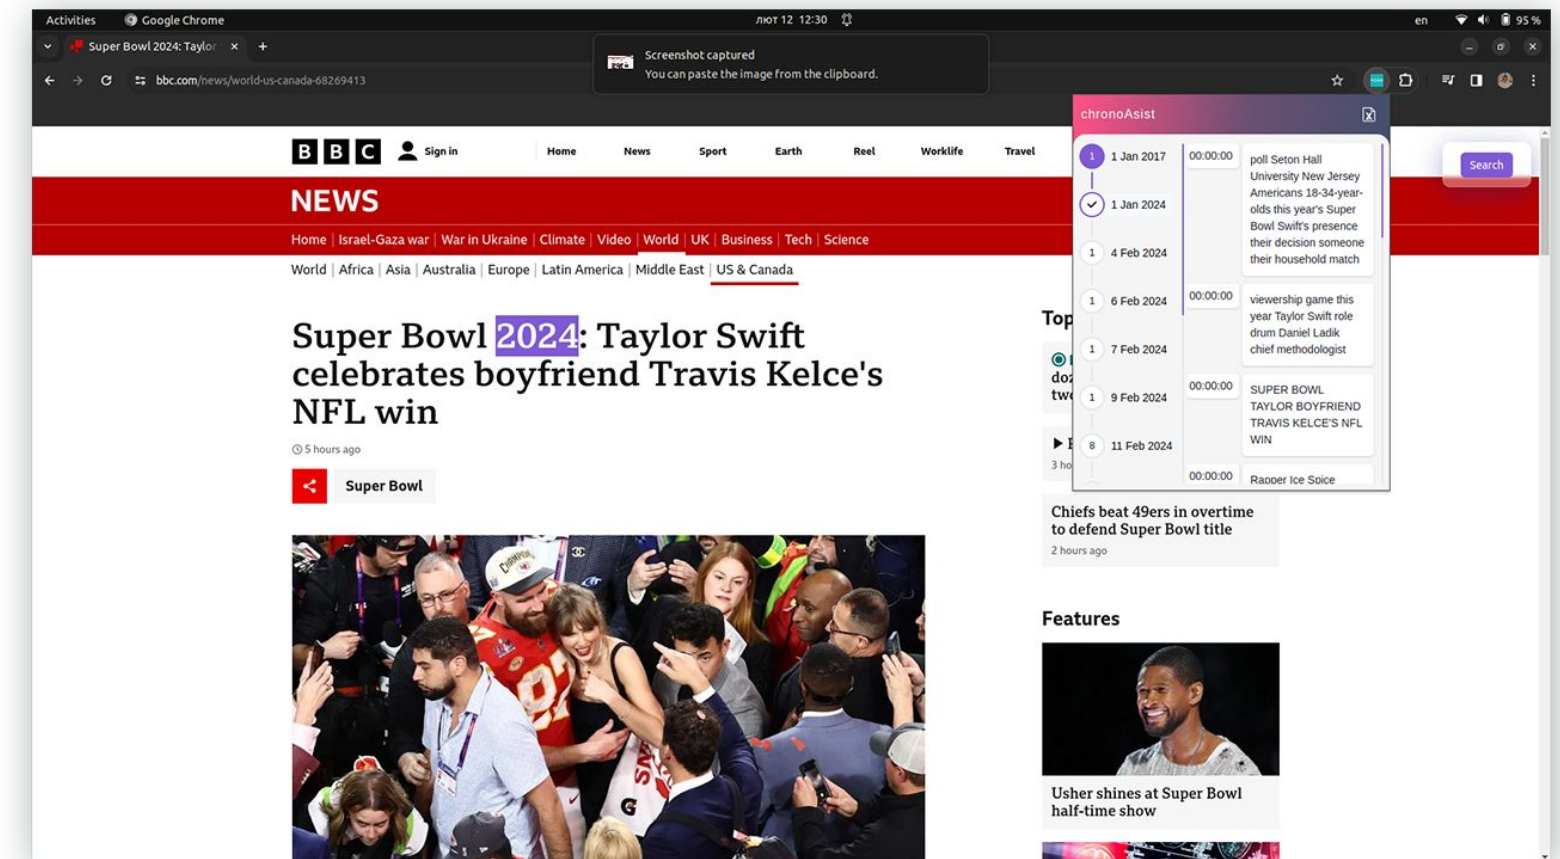 Activities
Google Chrome
лют 12 12:30
en
95 %
Super Bowl 2024: Taylor
Screenshot captured
You can paste the image from the clipboard.
bbc.com/news/world-us-canada-68269413
BBC
Sign in
Home
News
Sport
Earth
Reel
Worklife
Travel
Search
NEWS
Home | Israel-Gaza war | War in Ukraine | Climate | Video | World | UK | Business | Tech | Science
World | Africa | Asia | Australia | Europe | Latin America | Middle East | US & Canada
Super Bowl 2024: Taylor Swift
celebrates boyfriend Travis Kelce's
NFL win
5 hours ago
Super Bowl
chronoAsist
1 1 Jan 2017
1 Jan 2024
1 4 Feb 2024
1 6 Feb 2024
1 7 Feb 2024
1 9 Feb 2024
8 11 Feb 2024
00:00:00
poll Seton Hall
University New Jersey
Americans 18-34-year-
olds this year's Super
Bowl Swift's presence
their decision someone
their household match
00:00:00
viewership game this
year Taylor Swift role
drum Daniel Ladik
chief methodologist
00:00:00
SUPER BOWL
TAYLOR BOYFRIEND
TRAVIS KELCE'S NFL
WIN
00:00:00
Rapper Ice Spice
Top
doz
two
3 ho
Chiefs beat 49ers in overtime
to defend Super Bowl title
2 hours ago
Features
Usher shines at Super Bowl
half-time show
CHAMPIONS
87